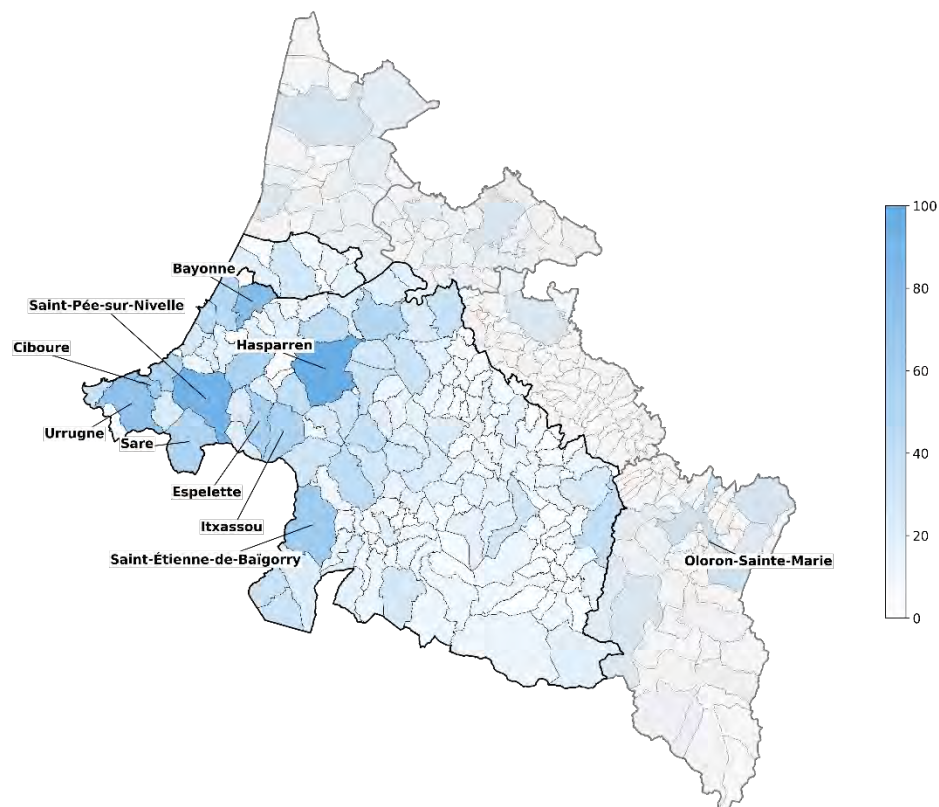 100
80
60
40
20
0
Bayonne
Saint-Pée-sur-Nivelle
Hasparren
Ciboure
Urrugne
Sare
Espelette
Itxassou
Saint-Étienne-de-Baïgorry
Oloron-Sainte-Marie